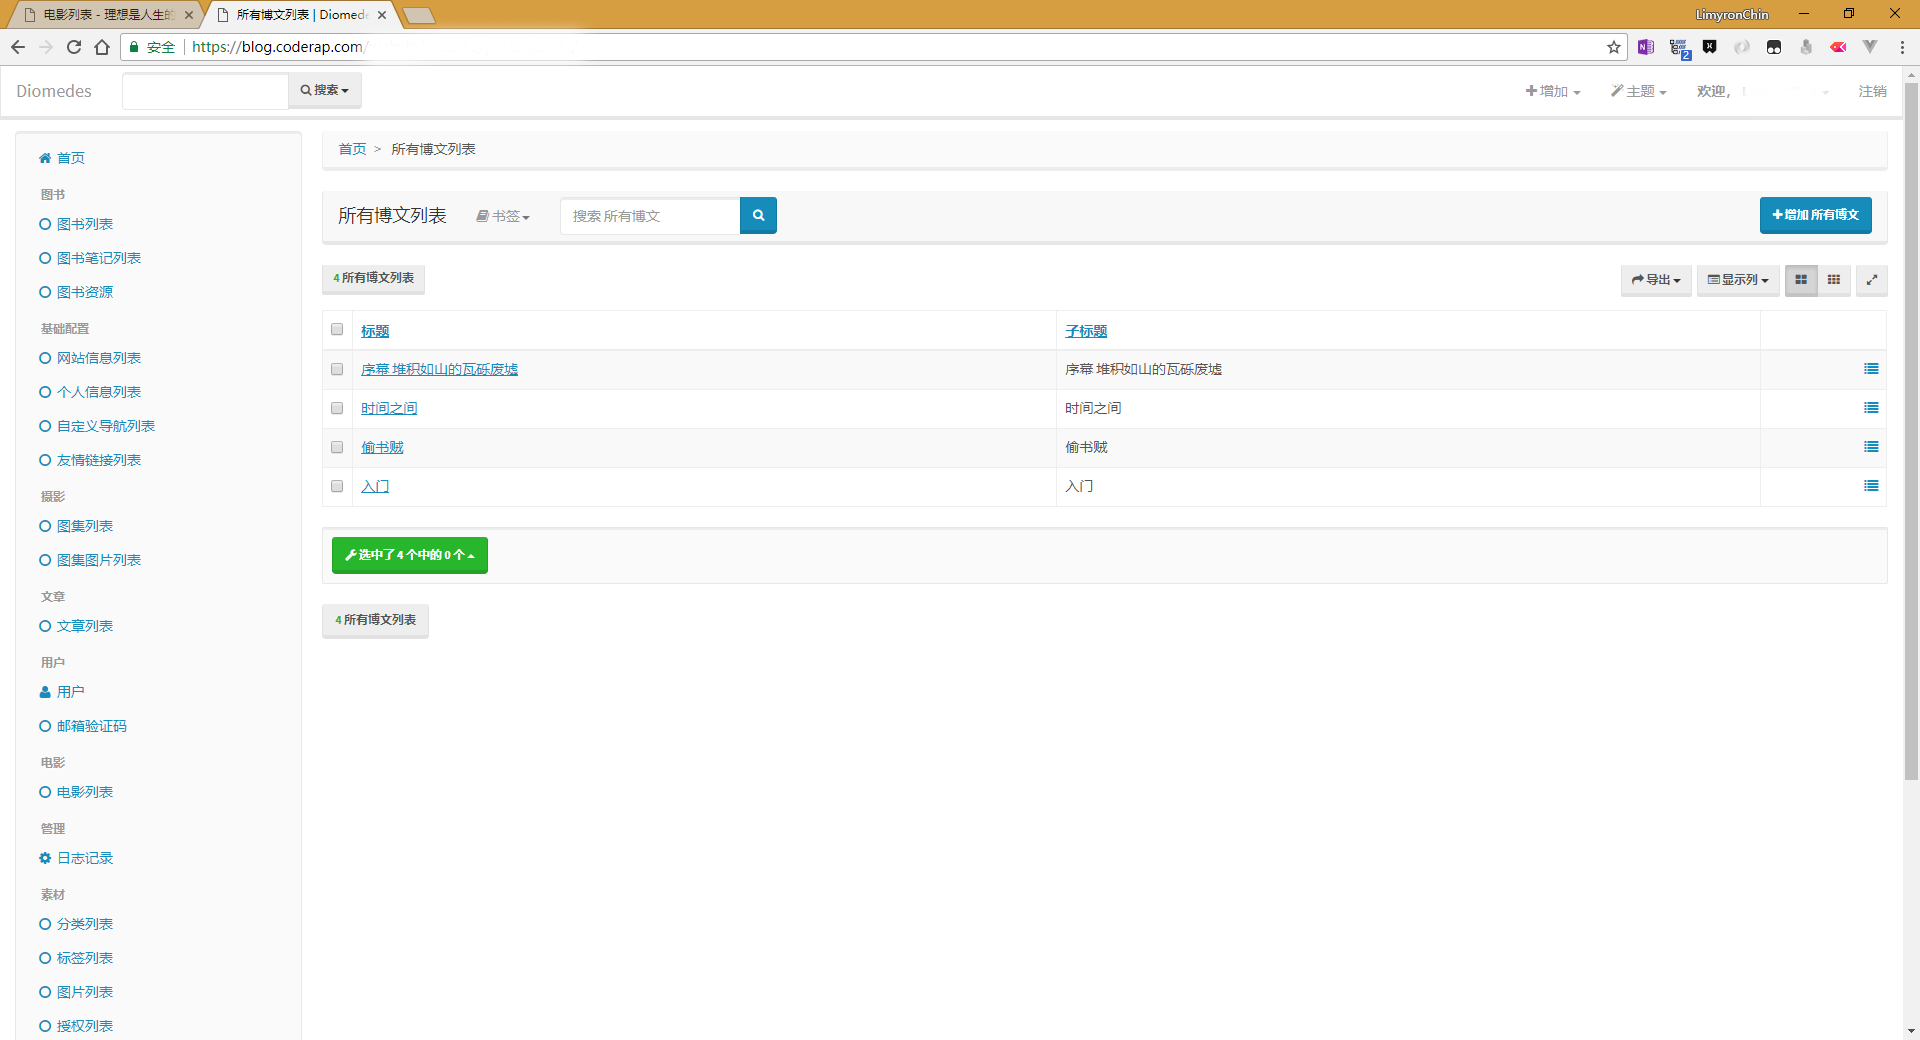 电影列表 - 理想是人生的
所有博文列表 | Diomede
LimyronChin
安全
https://blog.coderap.com/
2
Diomedes
搜索
增加
主题
欢迎，
注销
首页
图书
图书列表
图书笔记列表
图书资源
基础配置
网站信息列表
个人信息列表
自定义导航列表
友情链接列表
摄影
图集列表
图集图片列表
文章
文章列表
用户
用户
邮箱验证码
电影
电影列表
管理
日志记录
素材
分类列表
标签列表
图片列表
授权列表
首页 > 所有博文列表
所有博文列表
书签
搜索 所有博文
增加 所有博文
4 所有博文列表
导出
显示列
标题
子标题
序幕 堆积如山的瓦砾废墟
序幕 堆积如山的瓦砾废墟
时间之间
时间之间
偷书贼
偷书贼
入门
入门
选中了 4 个中的 0 个
4 所有博文列表